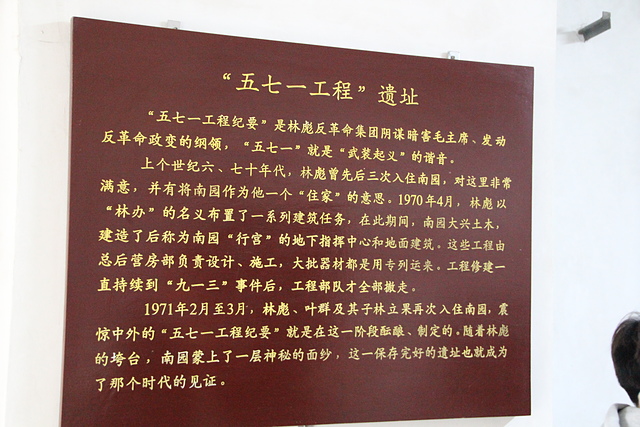 “五七一工程”遗址
“五七一工程纪要”是林彪反革命集团阴谋暗害毛主席、发动
反革命政变的纲领，“五七一”就是“武装起义”的谐音。
上个世纪六、七十年代，林彪曾先后三次入住南园，对这里非常
满意，并有将南园作为他一个“住家”的意思。1970年4月，林彪以
“林办”的名义布置了一系列建筑任务，在此期间，南园大兴土木，
建造了后称为南园“行宫”的地下指挥中心和地面建筑。这些工程由
总后营房部负责设计、施工，大批器材都是用专列运来。工程修建一
直持续到“九一三”事件后，工程部队才全部撤走。
1971年2月至3月，林彪、叶群及其子林立果再次入住南园，震
惊中外的“五七一工程纪要”就是在这一阶段酝酿、制定的。随着林彪
的垮台，南园蒙上了一层神秘的面纱，这一保存完好的遗址也就成为
了那个时代的见证。